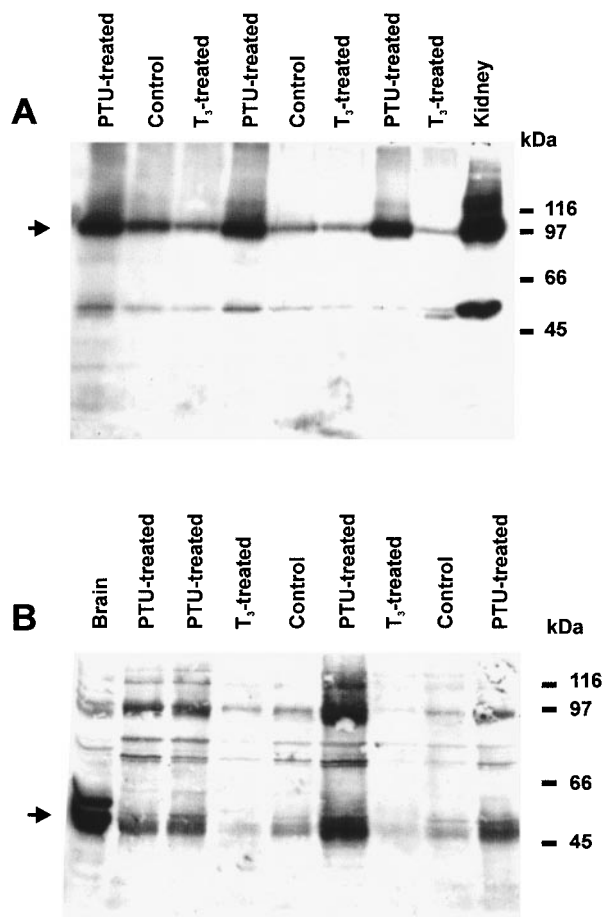 A
PTU-treated
Control
T₃-treated
PTU-treated
Control
T₃-treated
PTU-treated
T₃-treated
Kidney
kDa
116
97
66
45
B
Brain
PTU-treated
PTU-treated
T₃-treated
Control
PTU-treated
T₃-treated
Control
PTU-treated
kDa
116
97
66
45